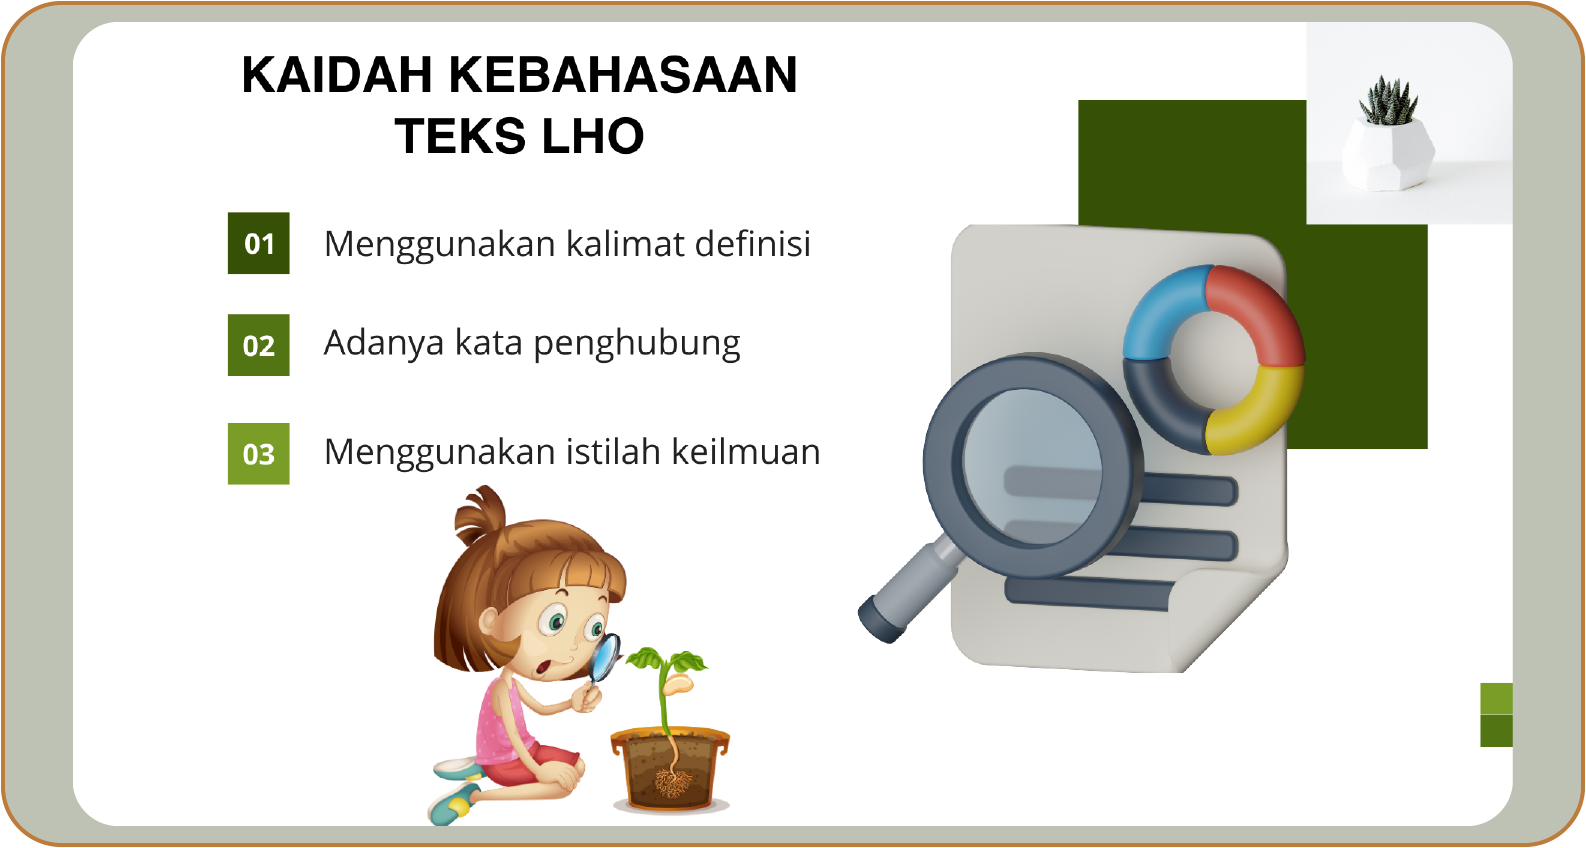 KAIDAH KEBAHASAAN
TEKS LHO
01 Menggunakan kalimat definisi
02 Adanya kata penghubung
03 Menggunakan istilah keilmuan